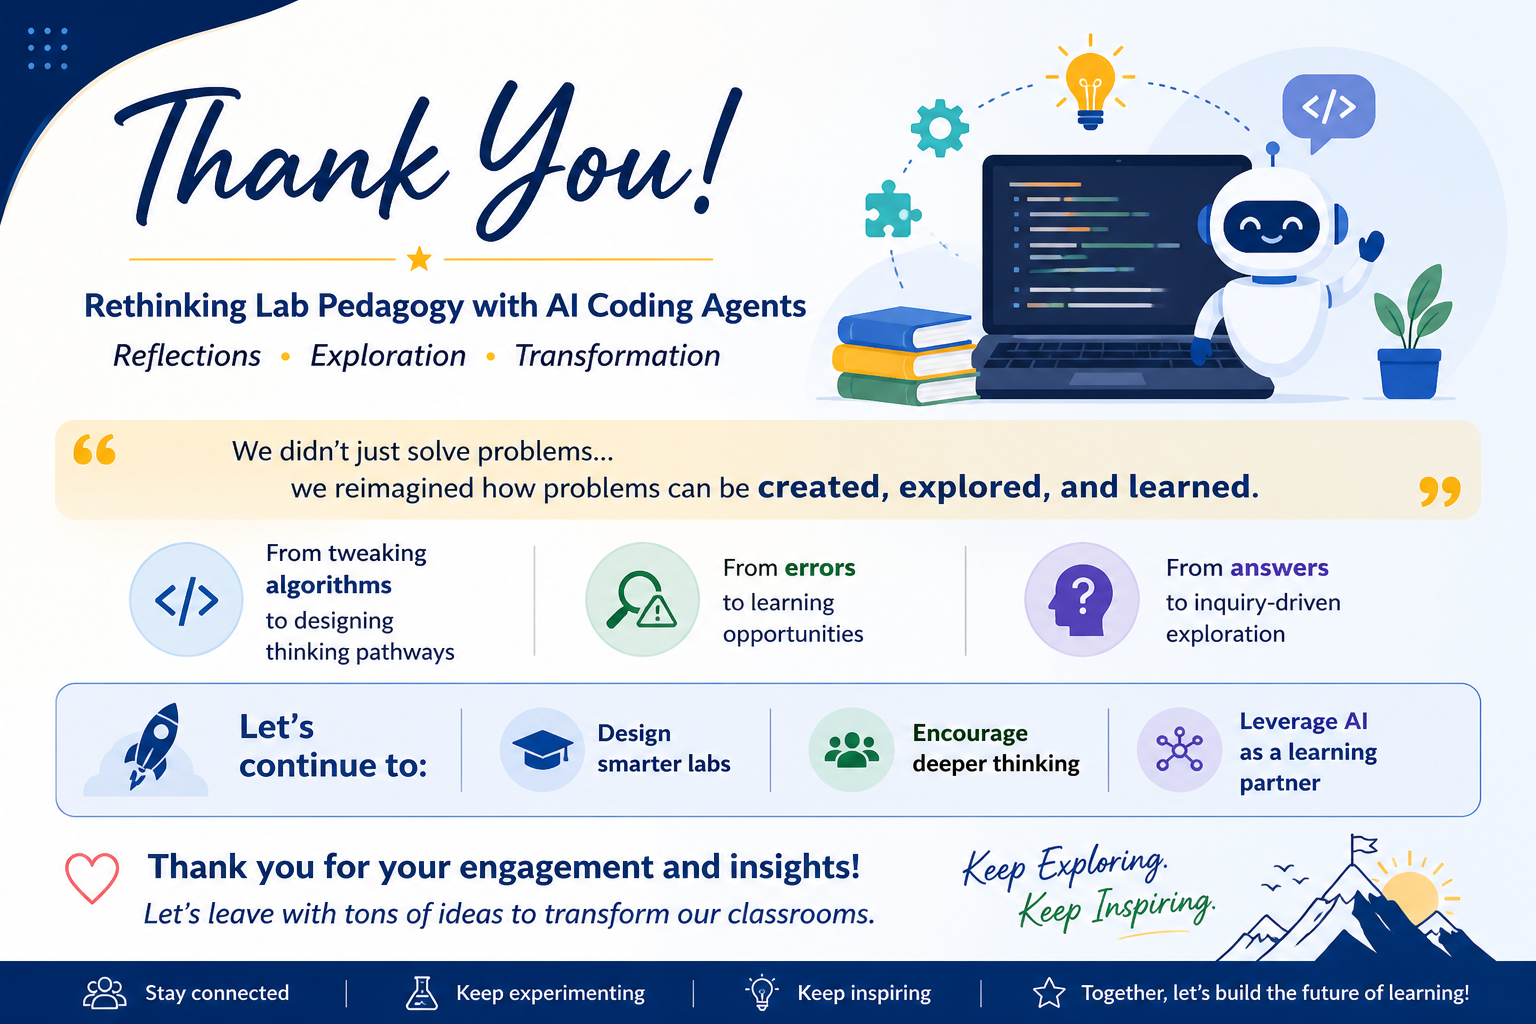 Thank You!
</>
Rethinking Lab Pedagogy with AI Coding Agents
Reflections • Exploration • Transformation
“ We didn’t just solve problems...
we reimagined how problems can be created, explored, and learned. ”
</>
From tweaking
algorithms
to designing
thinking pathways
From errors
to learning
opportunities
?
From answers
to inquiry-driven
exploration
Let’s
continue to:
Design
smarter labs
Encourage
deeper thinking
Leverage AI
as a learning
partner
Thank you for your engagement and insights!
Let’s leave with tons of ideas to transform our classrooms.
Keep Exploring.
Keep Inspiring.
Stay connected
Keep experimenting
Keep inspiring
Together, let’s build the future of learning!